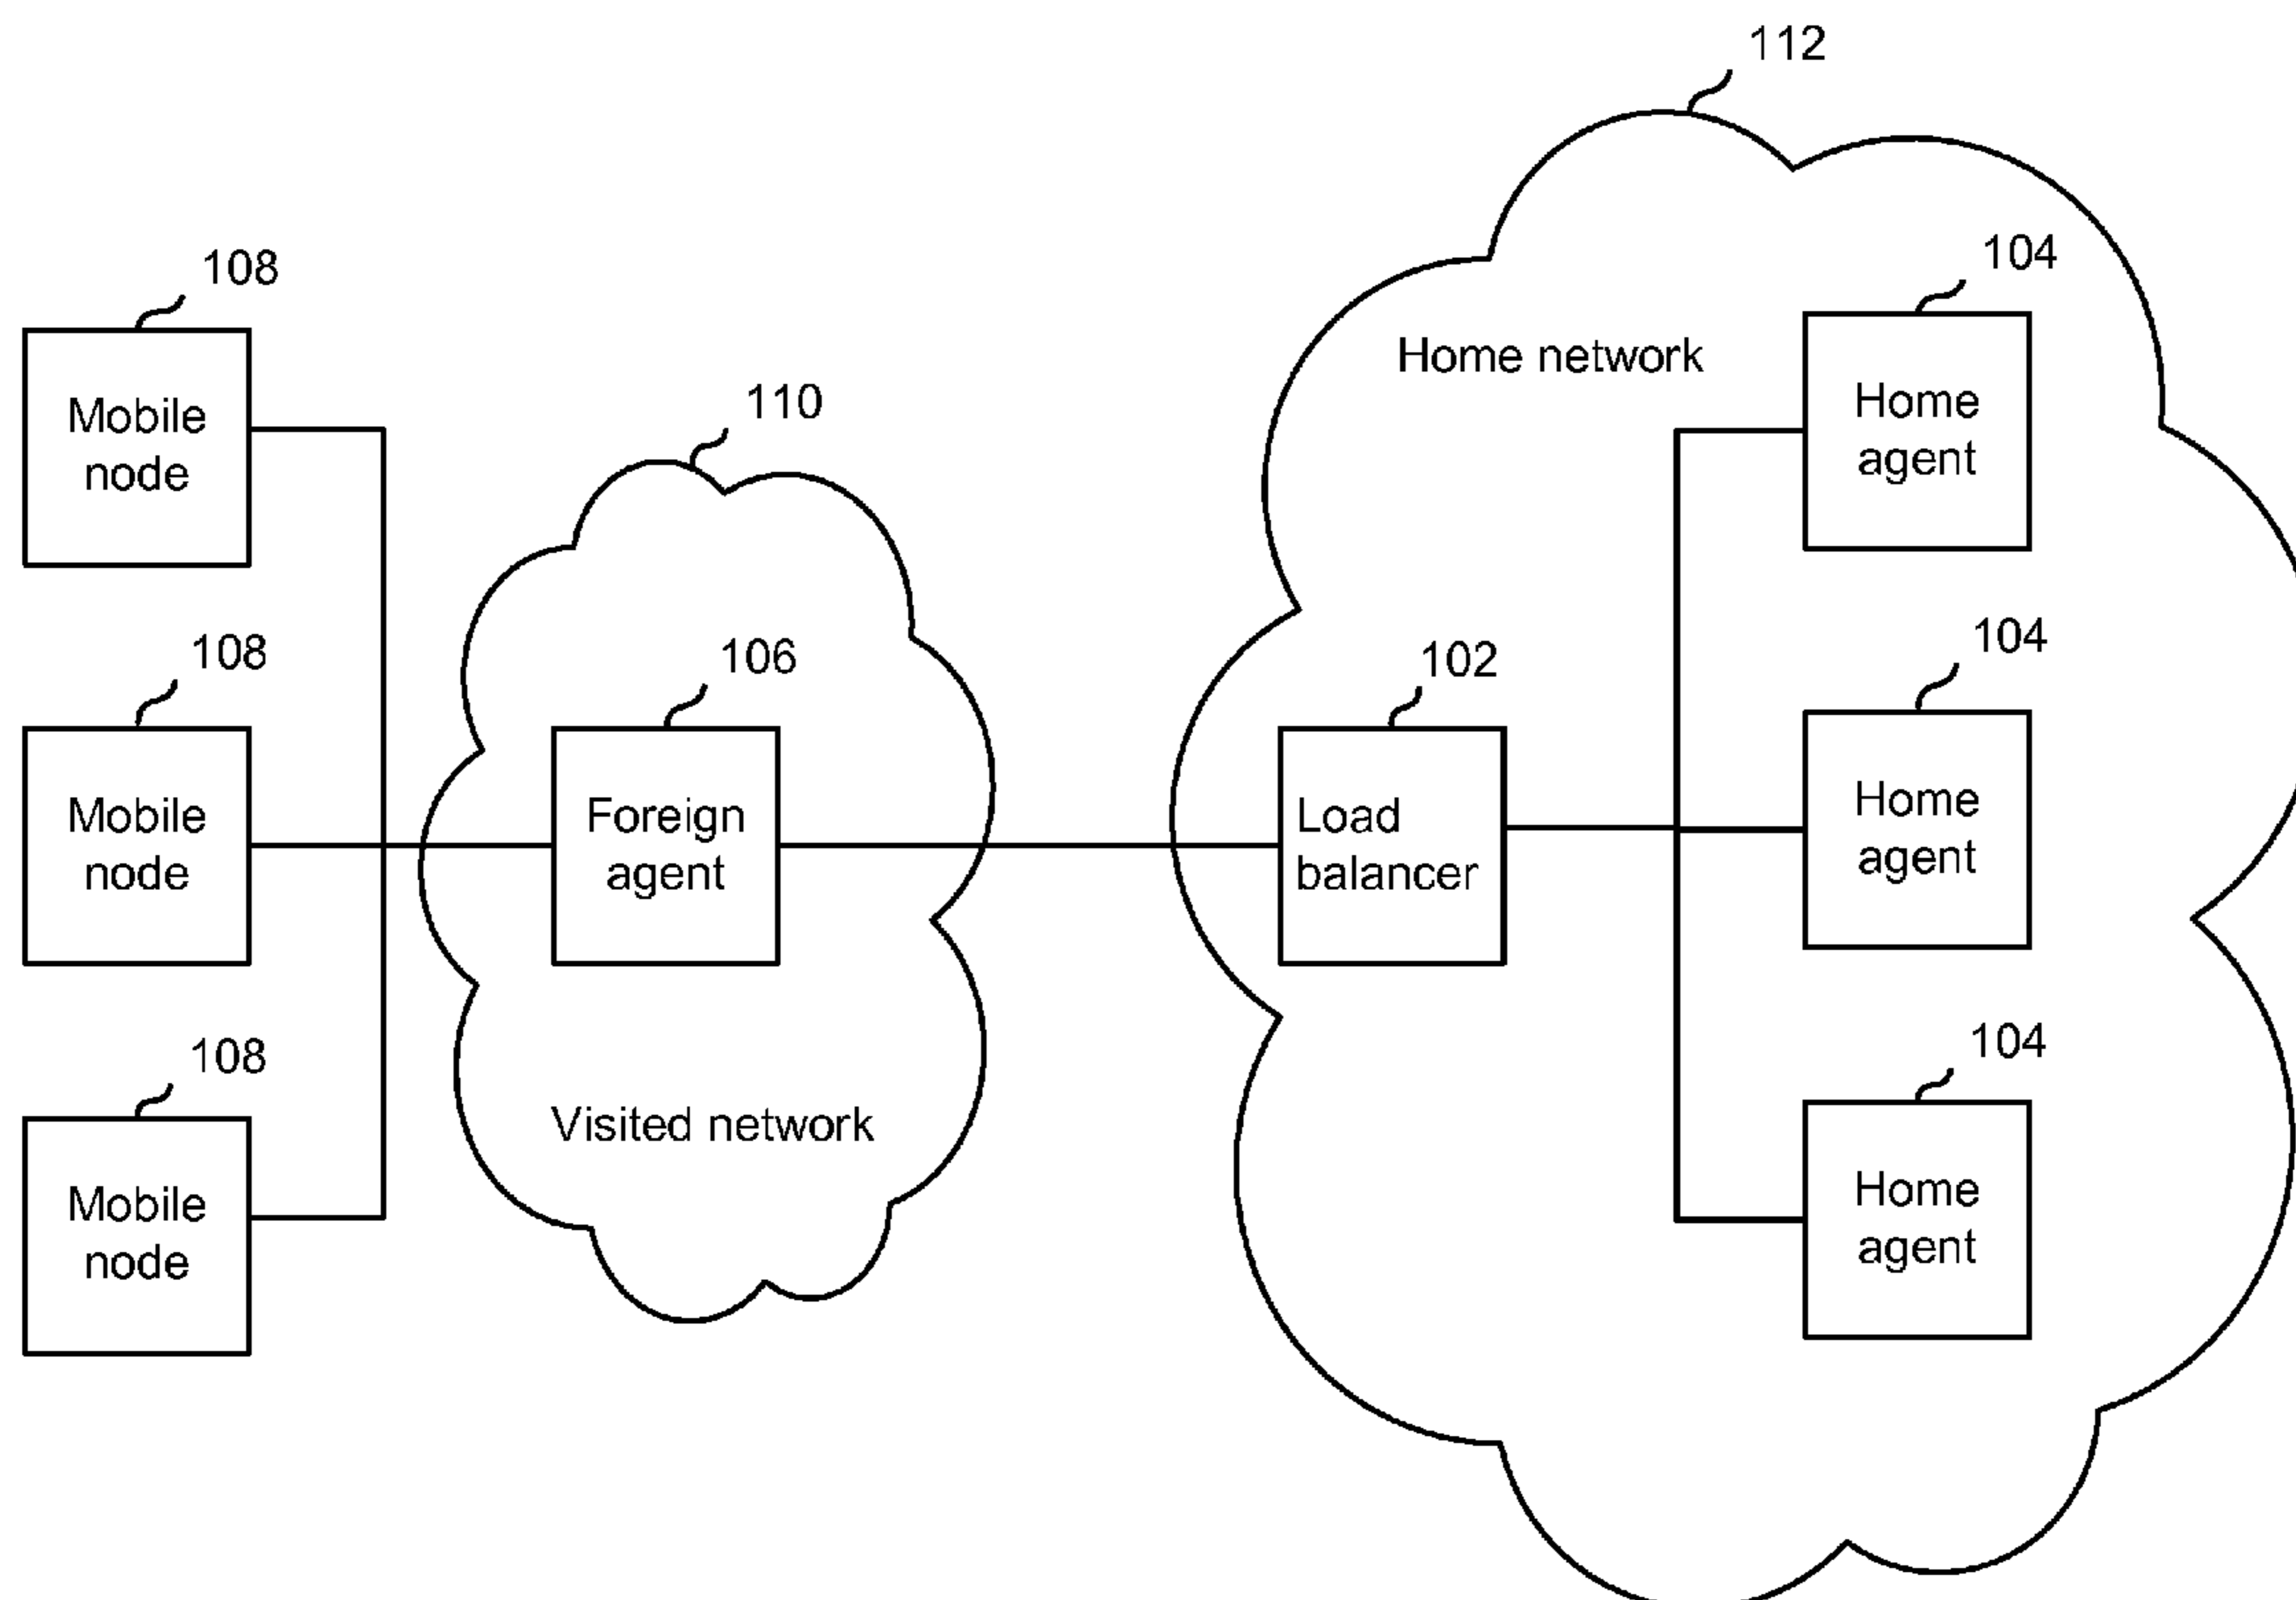 112
108
104
Home network
Mobile
node
110
Home
agent
108
106
102
104
Mobile
node
Foreign
agent
Load
balancer
Home
agent
108
Visited network
104
Mobile
node
Home
agent